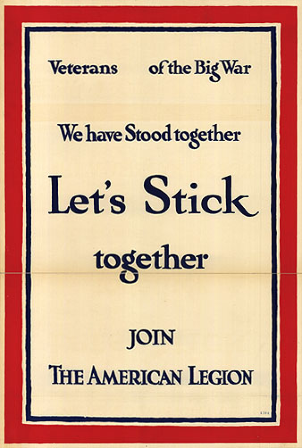 Veterans of the Big War
We have Stood together
Let's Stick
together
JOIN
THE AMERICAN LEGION